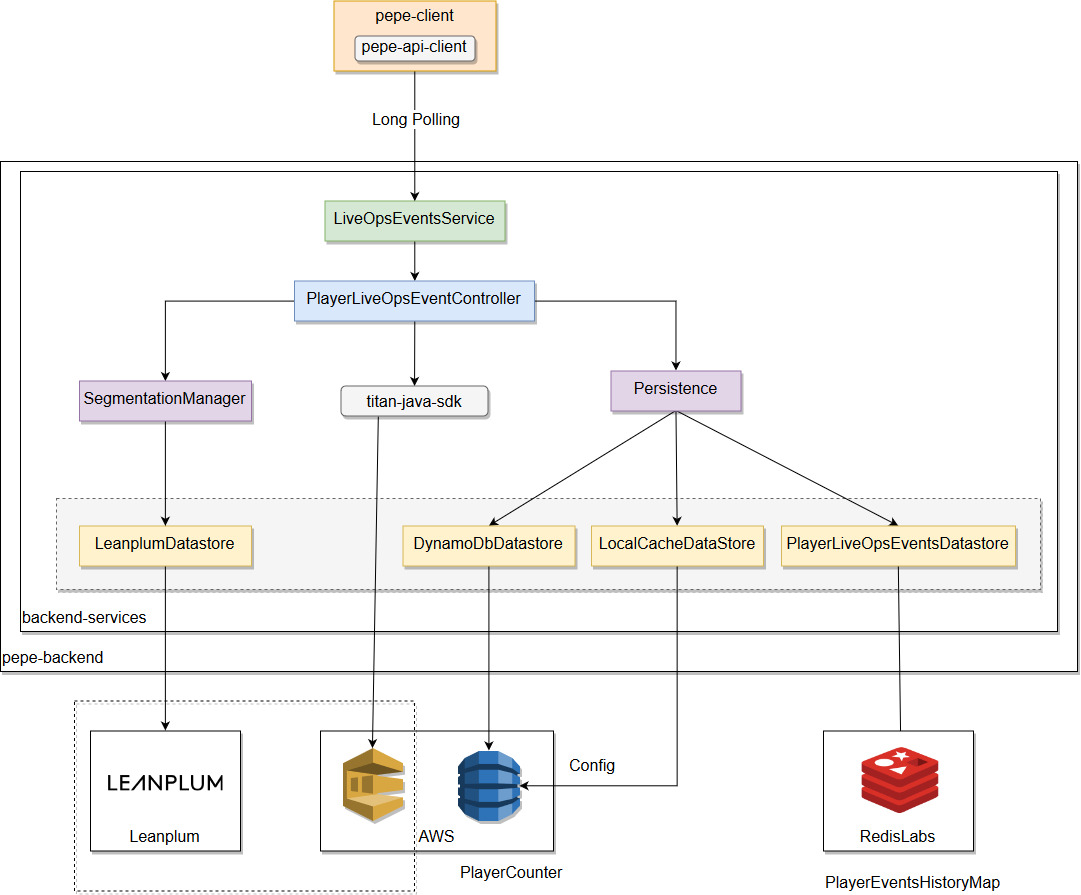 pepe-client
pepe-api-client
Long Polling
LiveOpsEventsService
PlayerLiveOpsEventController
SegmentationManager
titan-java-sdk
Persistence
LeanplumDatastore
DynamoDbDatastore
LocalCacheDataStore
PlayerLiveOpsEventsDatastore
backend-services
pepe-backend
LEANPLUM
Leanplum
AWS
Config
PlayerCounter
RedisLabs
PlayerEventsHistoryMap